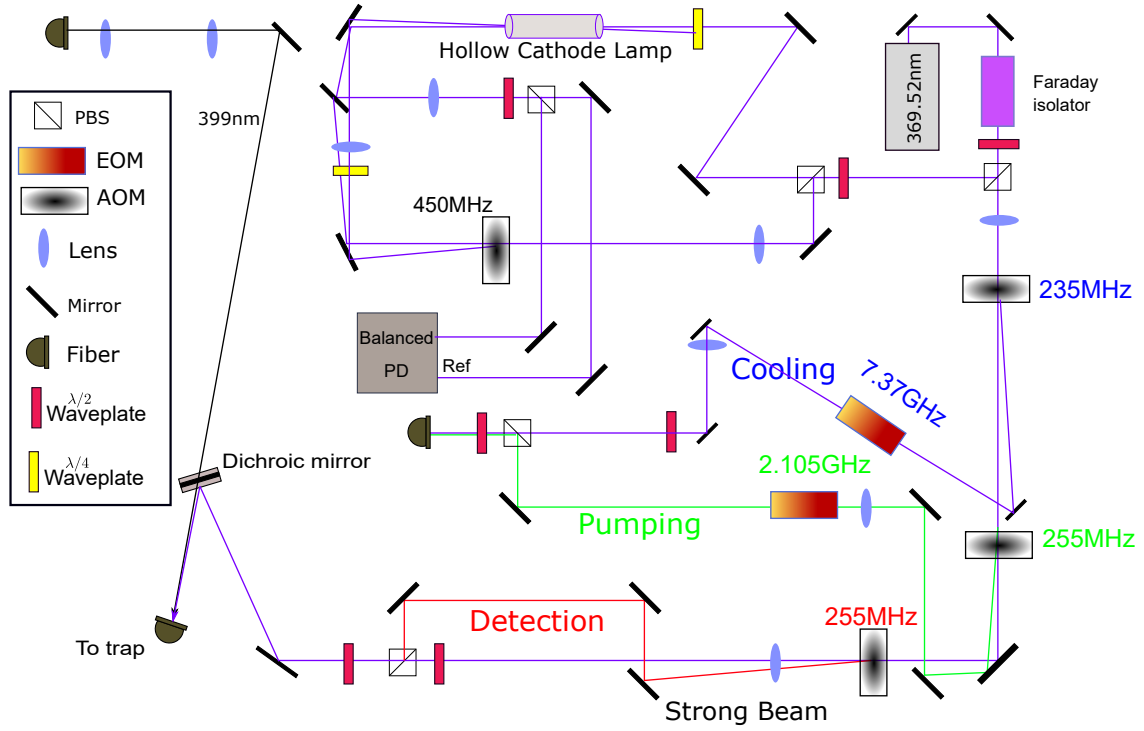 Hollow Cathode Lamp
369.52nm
Faraday
isolator
399nm
PBS
EOM
AOM
Lens
Mirror
Fiber
λ/2
Waveplate
λ/4
Waveplate
450MHz
235MHz
Balanced
PD
Ref
Cooling
7.37GHz
2.105GHz
Dichroic mirror
Pumping
255MHz
Detection
255MHz
To trap
Strong Beam